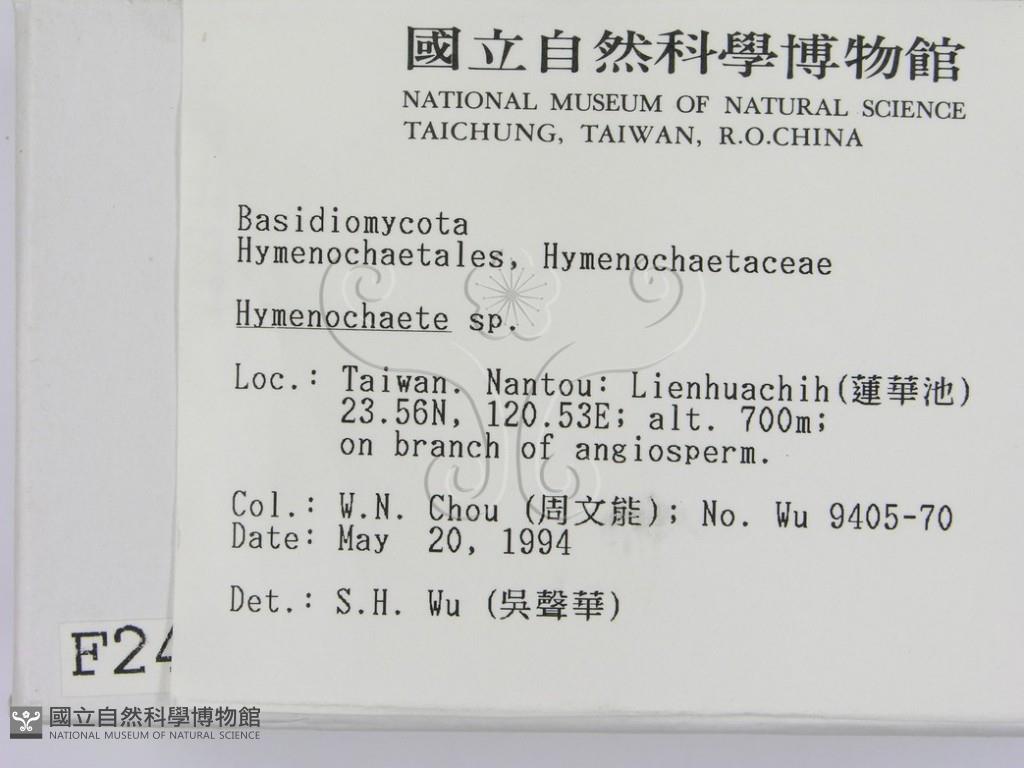 國立自然科學博物館
NATIONAL MUSEUM OF NATURAL SCIENCE
TAICHUNG, TAIWAN, R.O.CHINA
Basidiomycota
Hymenochaetales, Hymenochaetaceae
Hymenochaete sp.
Loc.: Taiwan. Nantou: Lienhuachih(蓮華池)
23.56N, 120.53E; alt. 700m;
on branch of angiosperm.
Col.: W.N. Chou (周文能); No. Wu 9405-70
Date: May 20, 1994
Det.: S.H. Wu (吳聲華)
F24
國立自然科學博物館
NATIONAL MUSEUM OF NATURAL SCIENCE